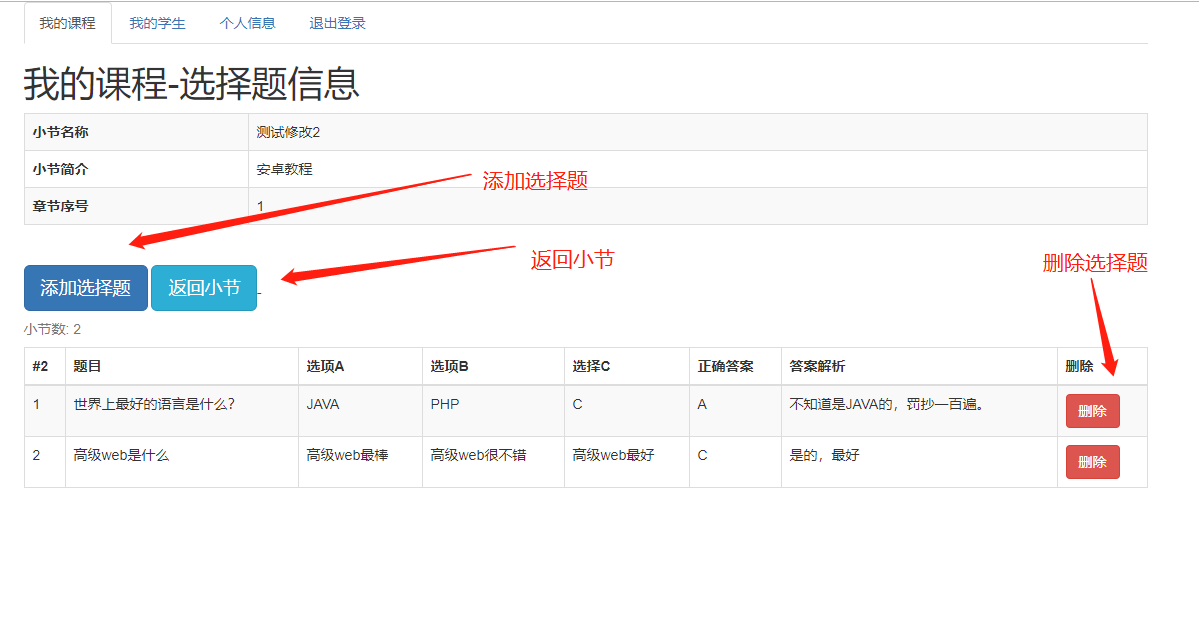 我的课程 我的学生 个人信息 退出登录
我的课程-选择题信息
小节名称 测试修改2
小节简介 安卓教程
添加选择题
章节序号 1
返回小节
删除选择题
添加选择题 返回小节
小节数: 2
#2 题目 选项A 选项B 选择C 正确答案 答案解析 删除
1 世界上最好的语言是什么? JAVA PHP C A 不知道是JAVA的，罚抄一百遍。 删除
2 高级web是什么 高级web最棒 高级web很不错 高级web最好 C 是的，最好 删除